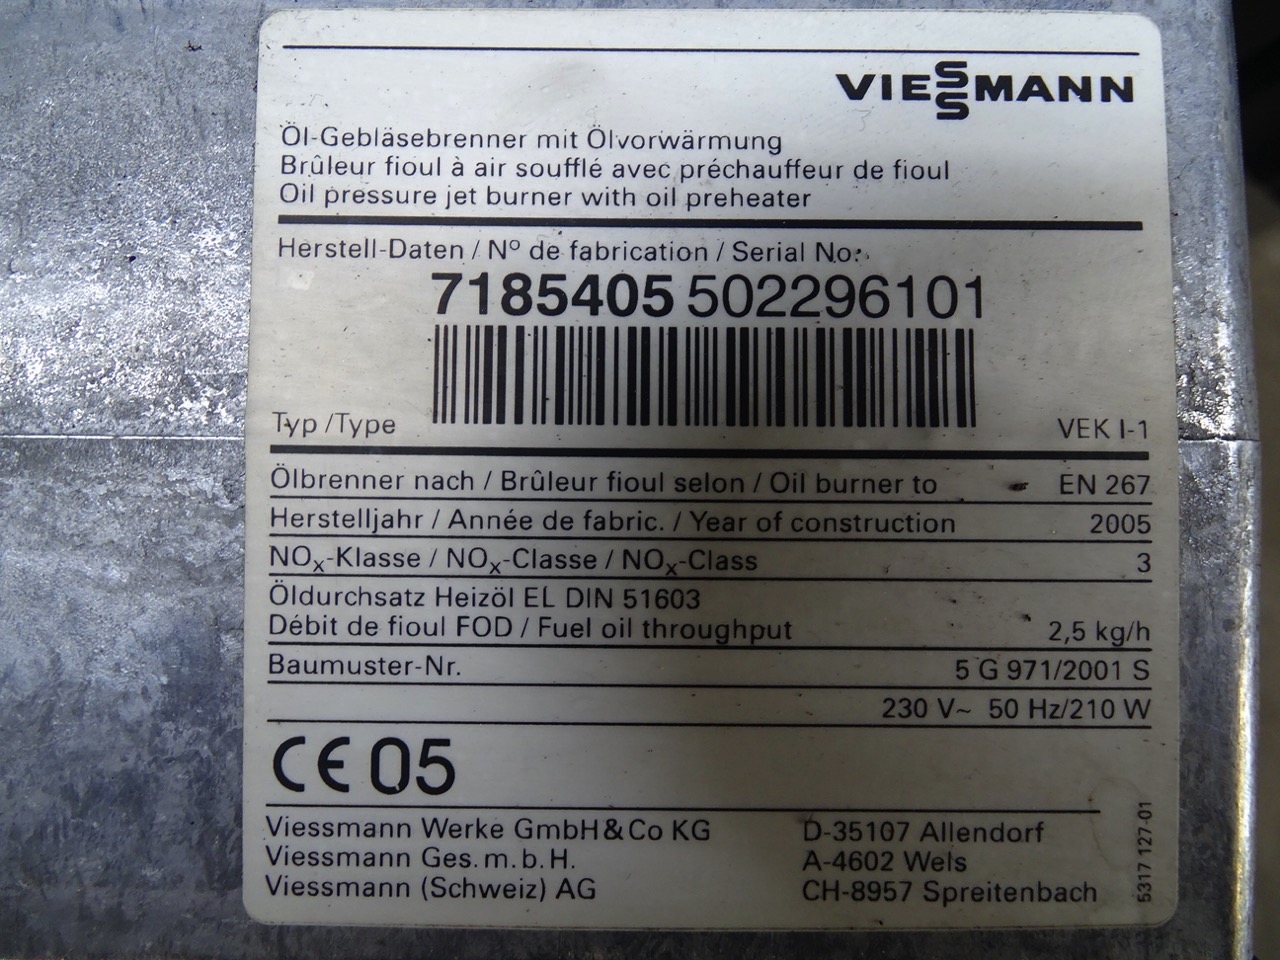 VIESSMANN
Öl-Gebläsebrenner mit Ölvorwärmung
Brûleur fioul à air soufflé avec préchauffeur de fioul
Oil pressure jet burner with oil preheater
Herstell-Daten / Nº de fabrication / Serial No.:
7185405502296101
Typ /Type VEK I-1
Ölbrenner nach / Brûleur fioul selon / Oil burner to EN 267
Herstelljahr / Année de fabric. / Year of construction 2005
NOx-Klasse / NOx-Classe / NOx-Class 3
Öldurchsatz Heizöl EL DIN 51603
Débit de fioul FOD / Fuel oil throughput 2,5 kg/h
Baumuster-Nr. 5 G 971/2001 S
230 V~ 50 Hz/210 W
CE 05
Viessmann Werke GmbH & Co KG D-35107 Allendorf
Viessmann Ges. m. b. H. A-4602 Wels
Viessmann (Schweiz) AG CH-8957 Spreitenbach
5317 127-01